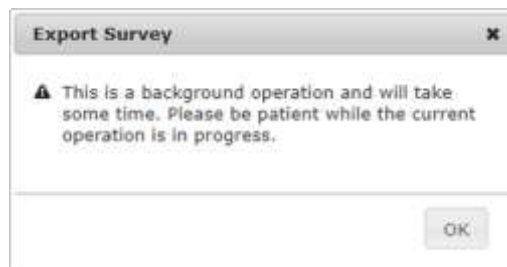 Export Survey
This is a background operation and will take
some time. Please be patient while the current
operation is in progress.
OK